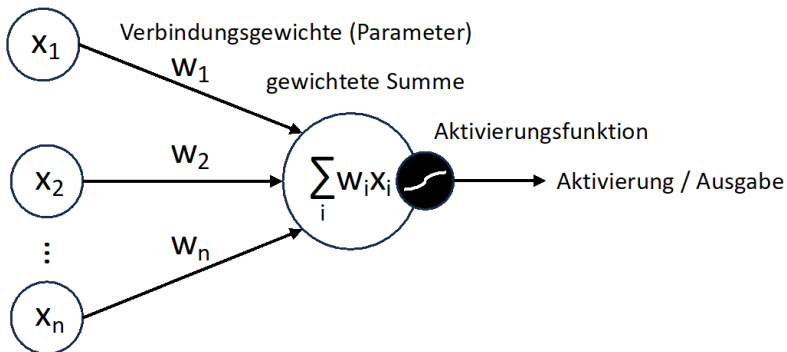 x₁
Verbindungsgewichte (Parameter)
w₁
gewichtete Summe
Aktivierungsfunktion
x₂
w₂
∑ wᵢxᵢ
i
Aktivierung / Ausgabe
⋮
wₙ
xₙ